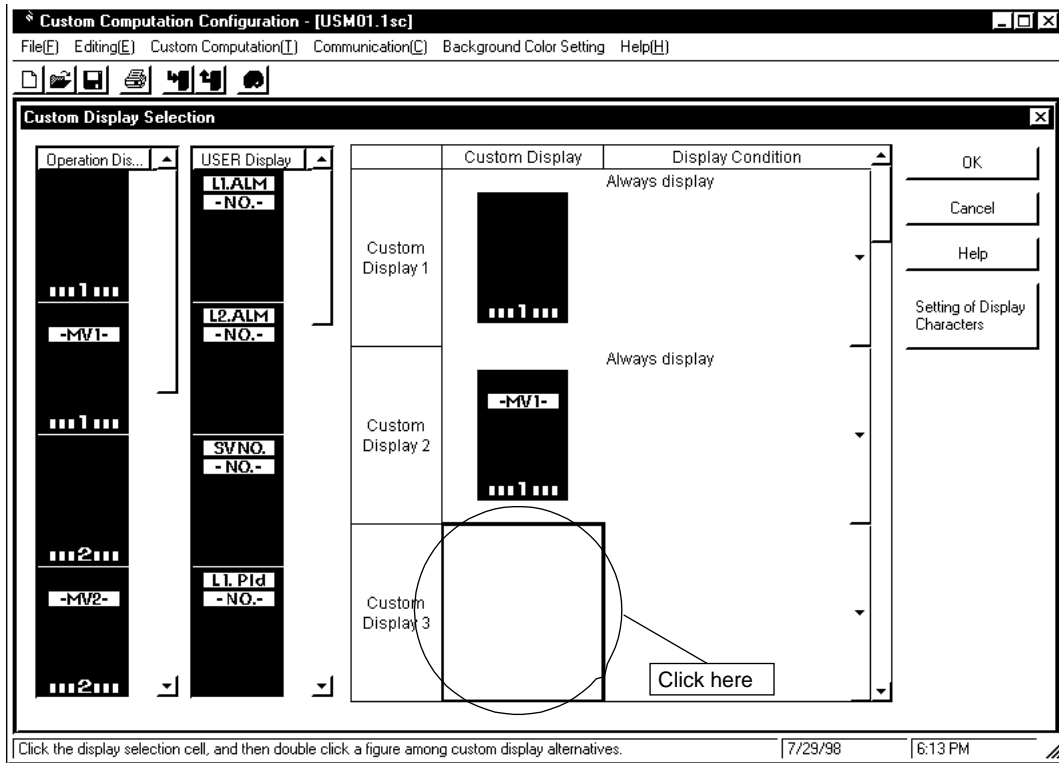 Custom Computation Configuration - [USM01.1sc]
File(F) Editing(E) Custom Computation(T) Communication(C) Background Color Setting Help(H)
Custom Display Selection
Operation Dis...
1
-MV1-
1
2
-MV2-
2
USER Display
L1.ALM
-NO.-
L2.ALM
-NO.-
SVNO.
-NO.-
L1.PId
-NO.-
Custom Display Display Condition
Custom
Display 1
1
Always display
Custom
Display 2
-MV1-
1
Always display
Custom
Display 3
Click here
OK
Cancel
Help
Setting of Display
Characters
Click the display selection cell, and then double click a figure among custom display alternatives.
7/29/98
6:13 PM